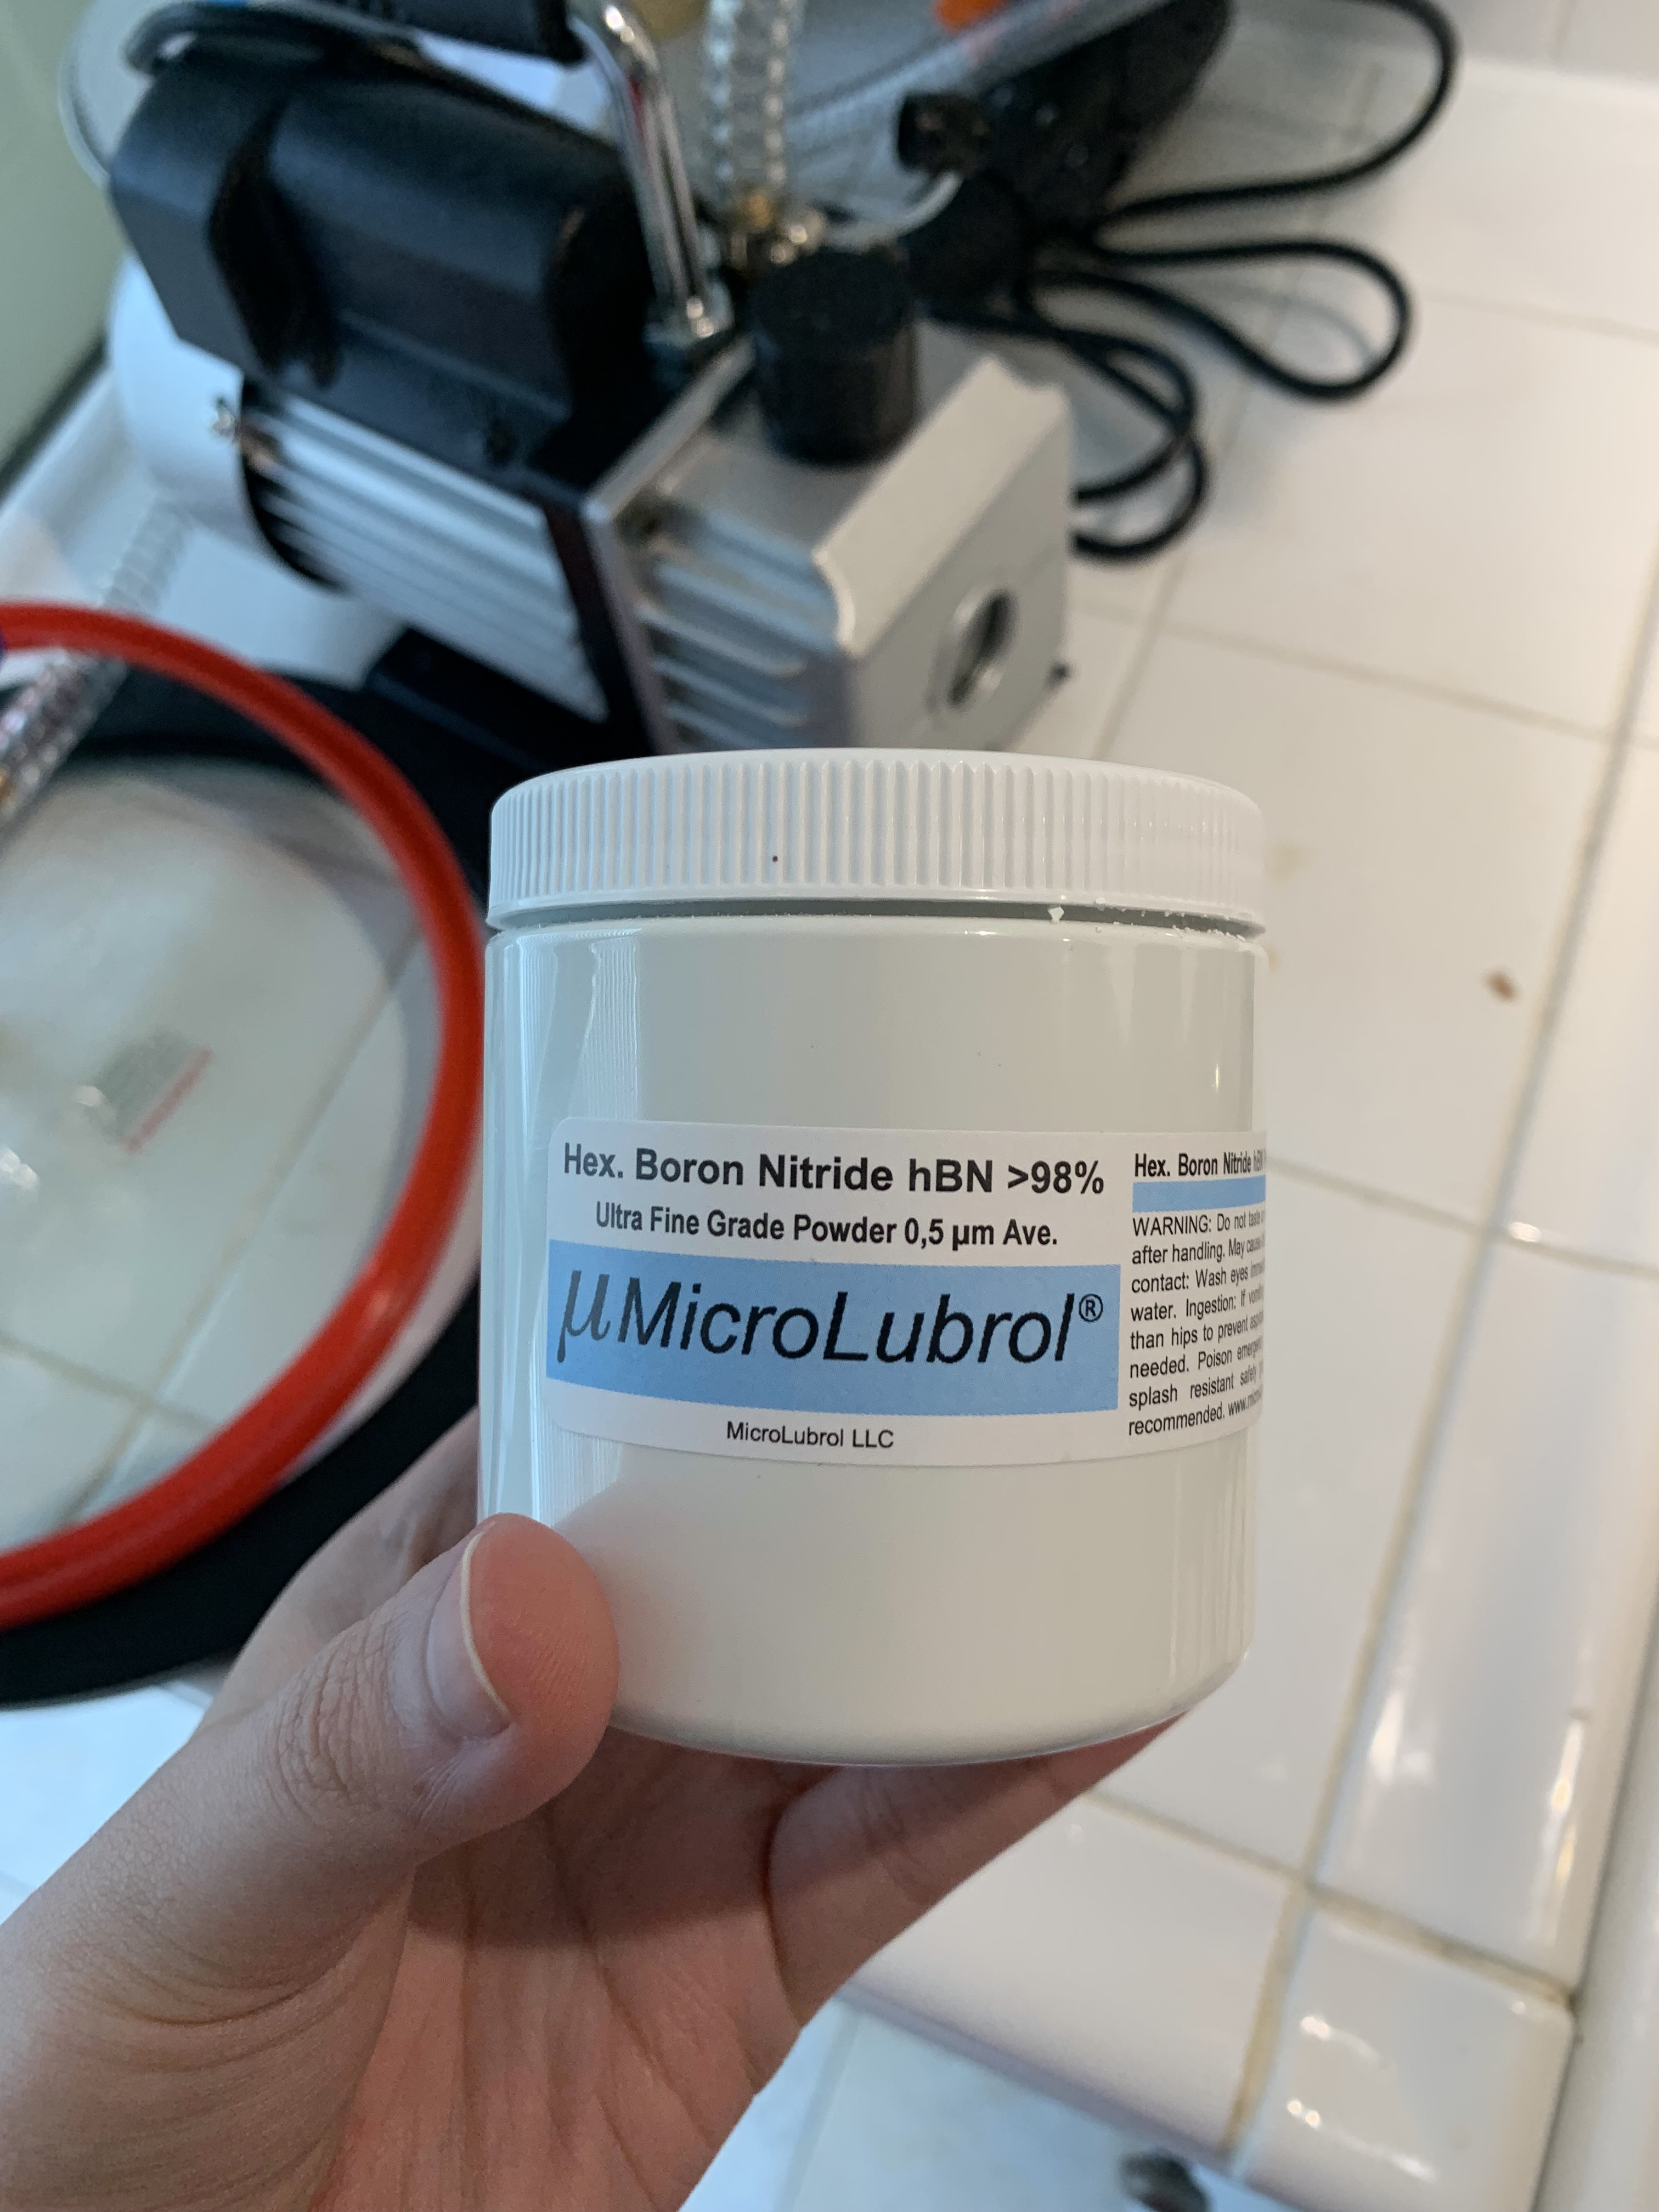 Hex. Boron Nitride hBN >98%
Ultra Fine Grade Powder 0,5 µm Ave.
µMicroLubrol®
MicroLubrol LLC
Hex. Boron Nitride hBN
WARNING: Do not taste
after handling. May cause
contact: Wash eyes
water. Ingestion: If
than hips to prevent
needed. Poison
splash resistant safety
recommended.